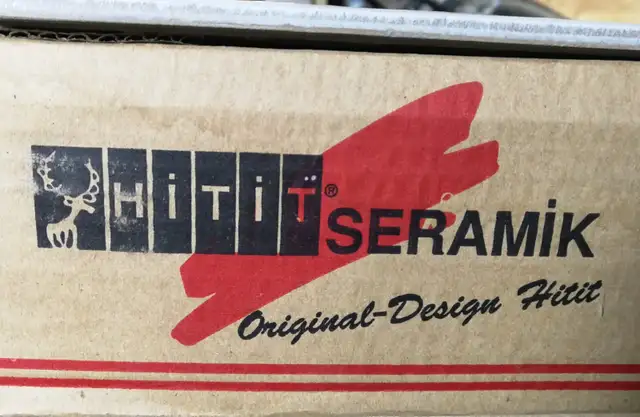 HİTİT̈® SERAMİK
Original-Design Hitit